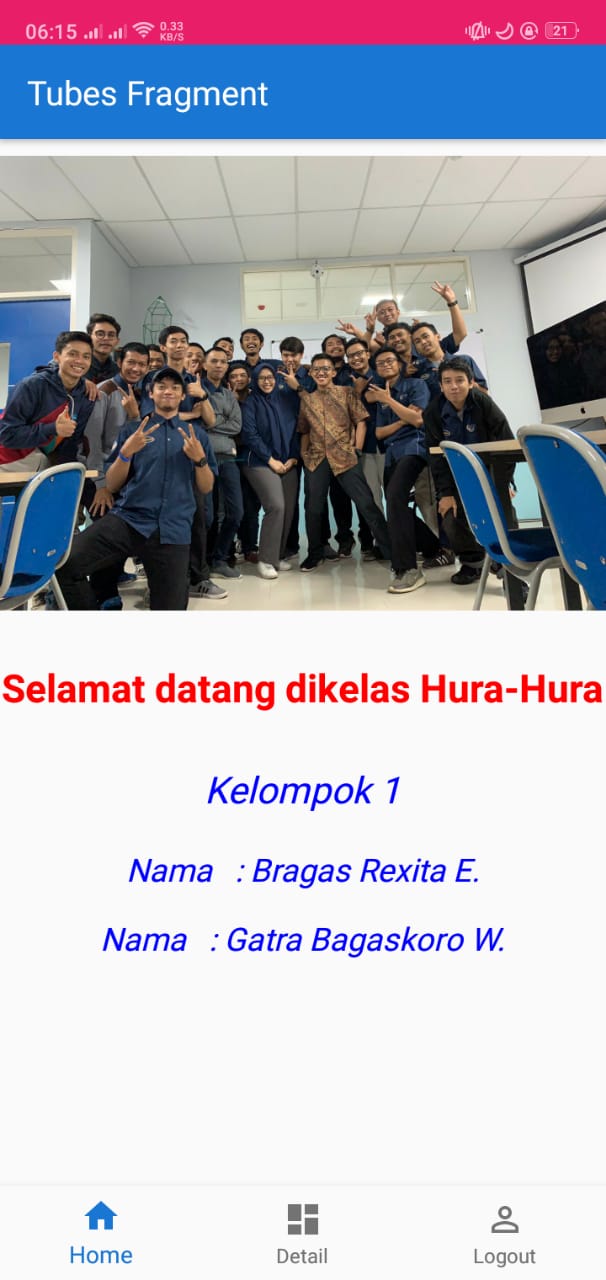 06:15
0.33
KB/S
21
Tubes Fragment
Selamat datang dikelas Hura-Hura
Kelompok 1
Nama : Bragas Rexita E.
Nama : Gatra Bagaskoro W.
Home
Detail
Logout